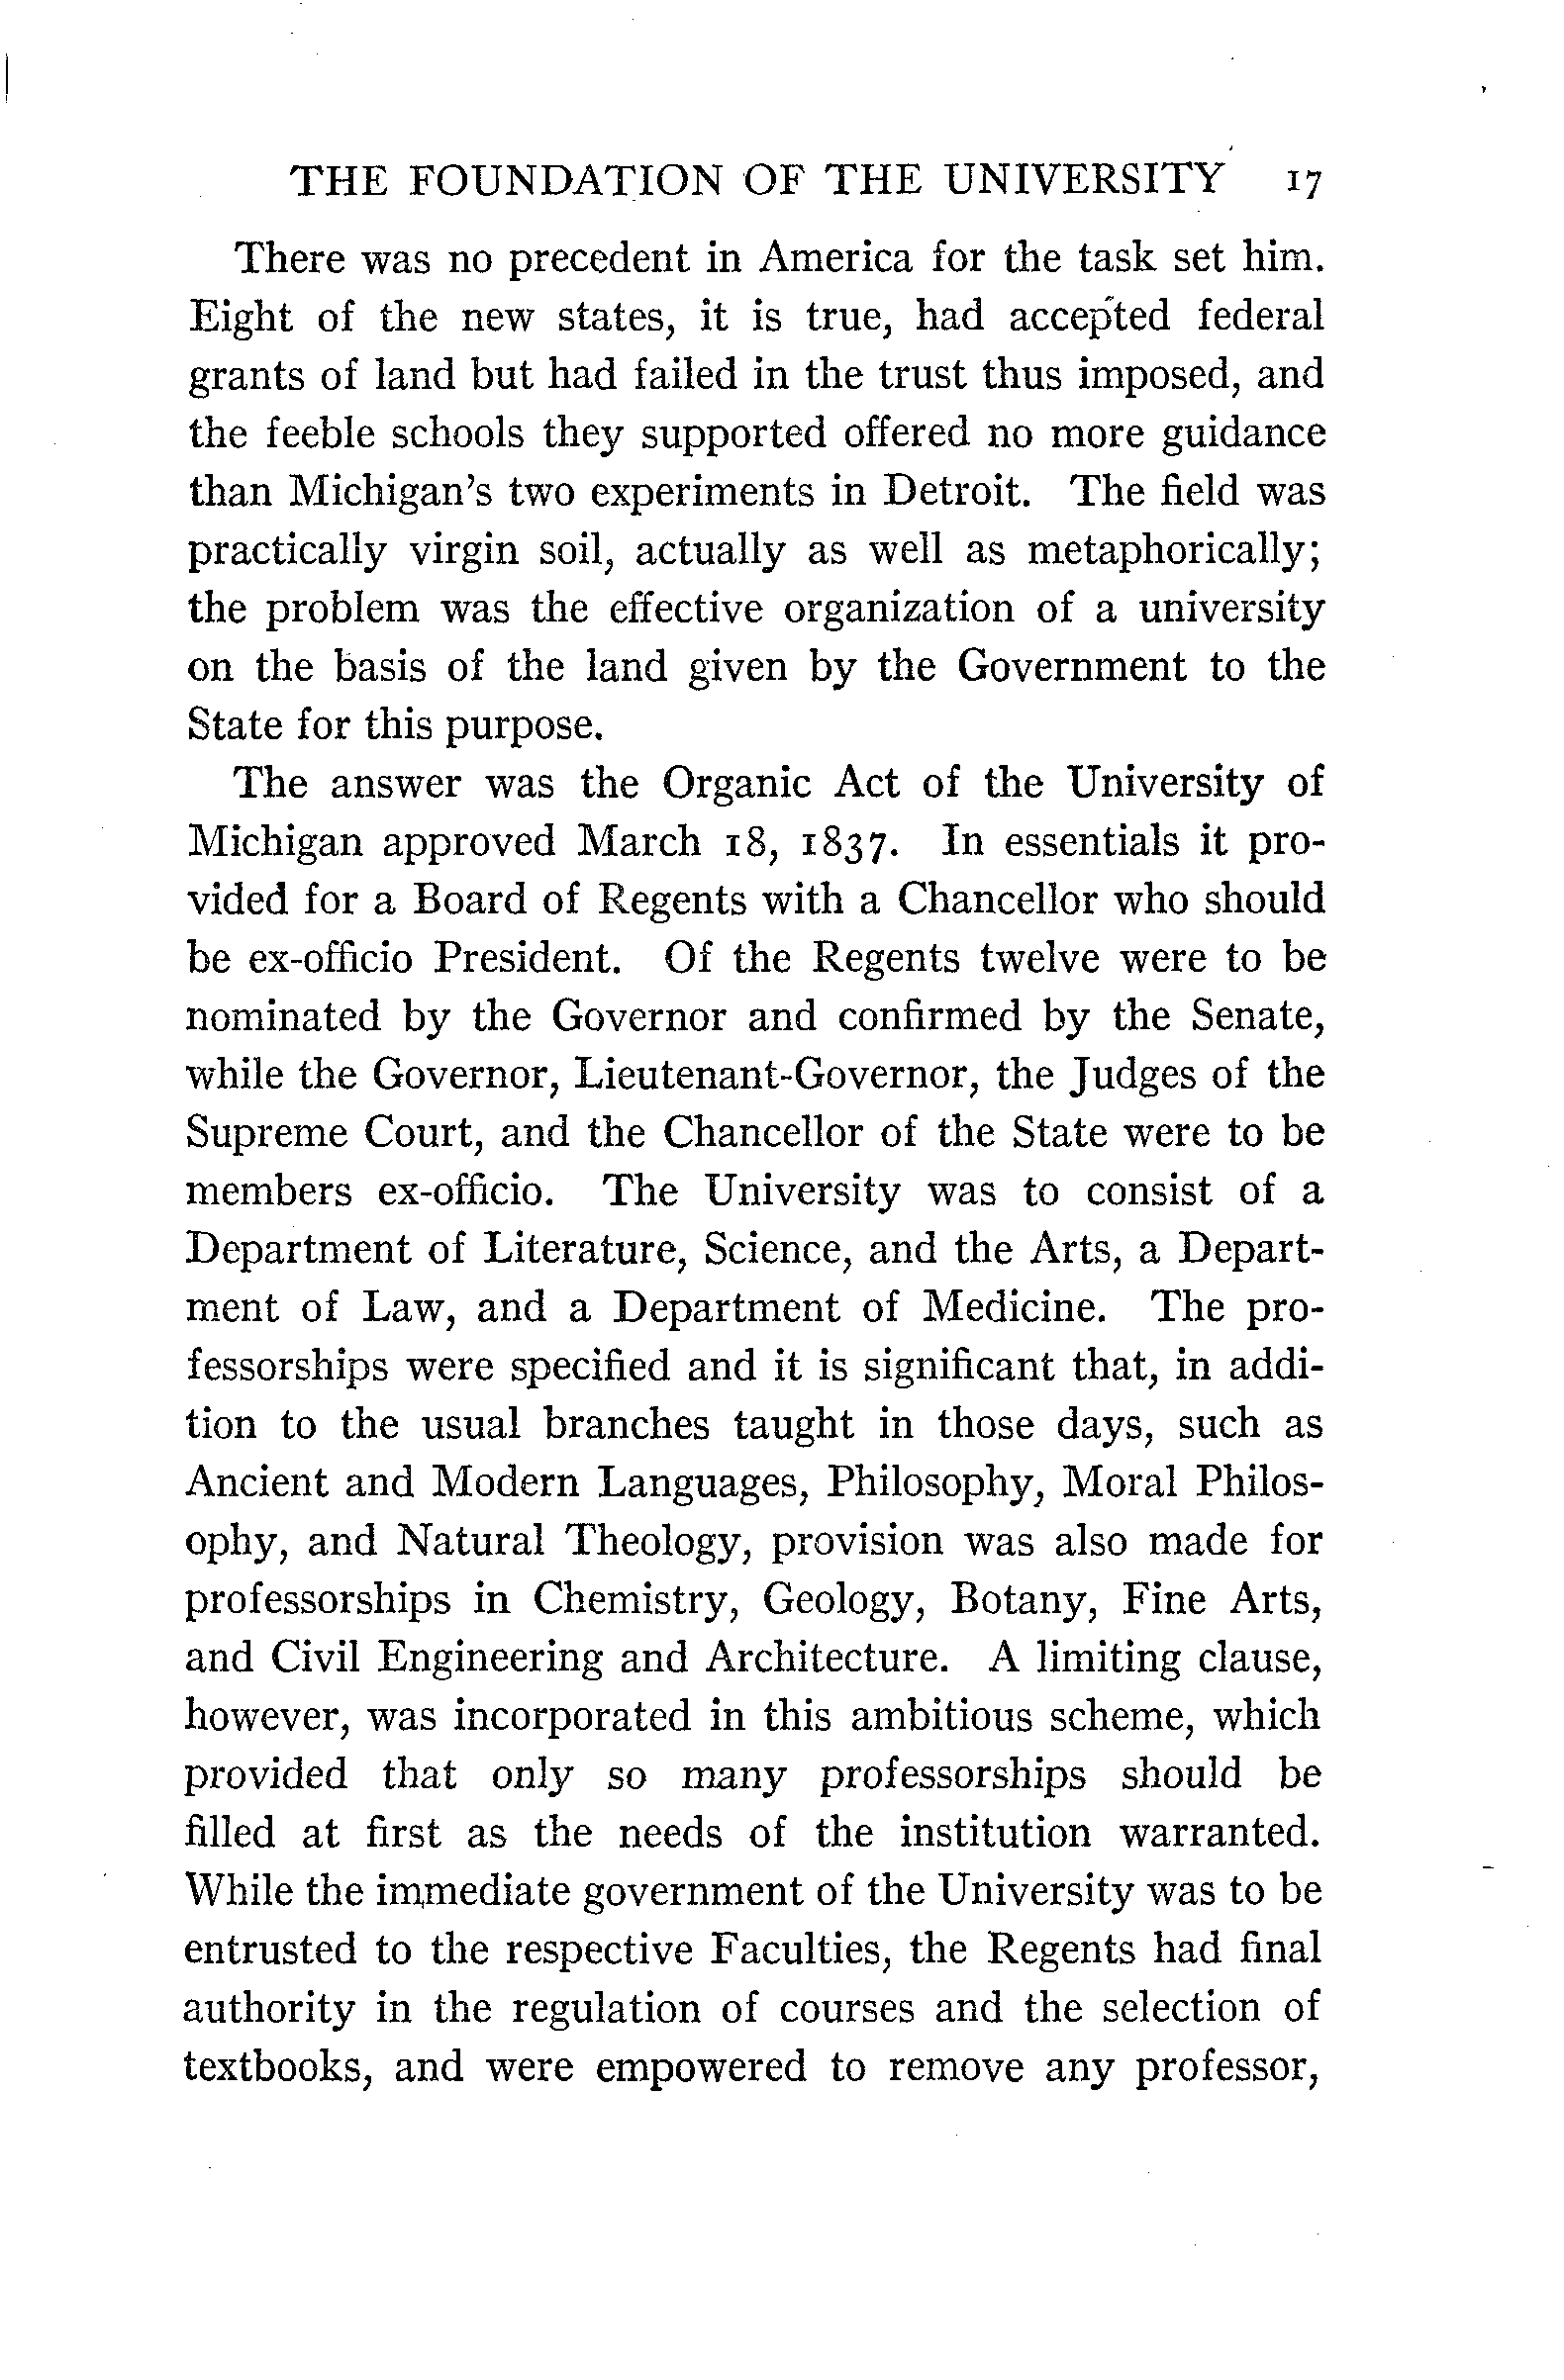 THE FOUNDATION OF THE UNIVERSITY 17
There was no precedent in America for the task set him.
Eight of the new states, it is true, had accepted federal
grants of land but had failed in the trust thus imposed, and
the feeble schools they supported offered no more guidance
than Michigan's two experiments in Detroit. The field was
practically virgin soil, actually as well as metaphorically;
the problem was the effective organization of a university
on the basis of the land given by the Government to the
State for this purpose.
The answer was the Organic Act of the University of
Michigan approved March 18, 1837. In essentials it pro-
vided for a Board of Regents with a Chancellor who should
be ex-officio President. Of the Regents twelve were to be
nominated by the Governor and confirmed by the Senate,
while the Governor, Lieutenant-Governor, the Judges of the
Supreme Court, and the Chancellor of the State were to be
members ex-officio. The University was to consist of a
Department of Literature, Science, and the Arts, a Depart-
ment of Law, and a Department of Medicine. The pro-
fessorships were specified and it is significant that, in addi-
tion to the usual branches taught in those days, such as
Ancient and Modern Languages, Philosophy, Moral Philos-
ophy, and Natural Theology, provision was also made for
professorships in Chemistry, Geology, Botany, Fine Arts,
and Civil Engineering and Architecture. A limiting clause,
however, was incorporated in this ambitious scheme, which
provided that only so many professorships should be
filled at first as the needs of the institution warranted.
While the immediate government of the University was to be
entrusted to the respective Faculties, the Regents had final
authority in the regulation of courses and the selection of
textbooks, and were empowered to remove any professor,